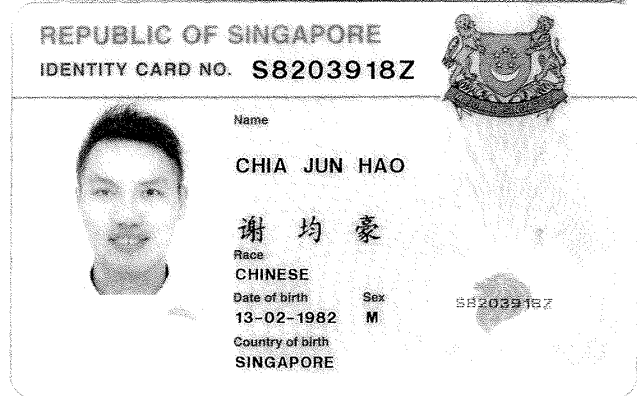 REPUBLIC OF SINGAPORE
IDENTITY CARD NO. S8203918Z
Name
CHIA JUN HAO
谢 均 豪
Race
CHINESE
Date of birth Sex
13-02-1982 M
S8203918Z
Country of birth
SINGAPORE